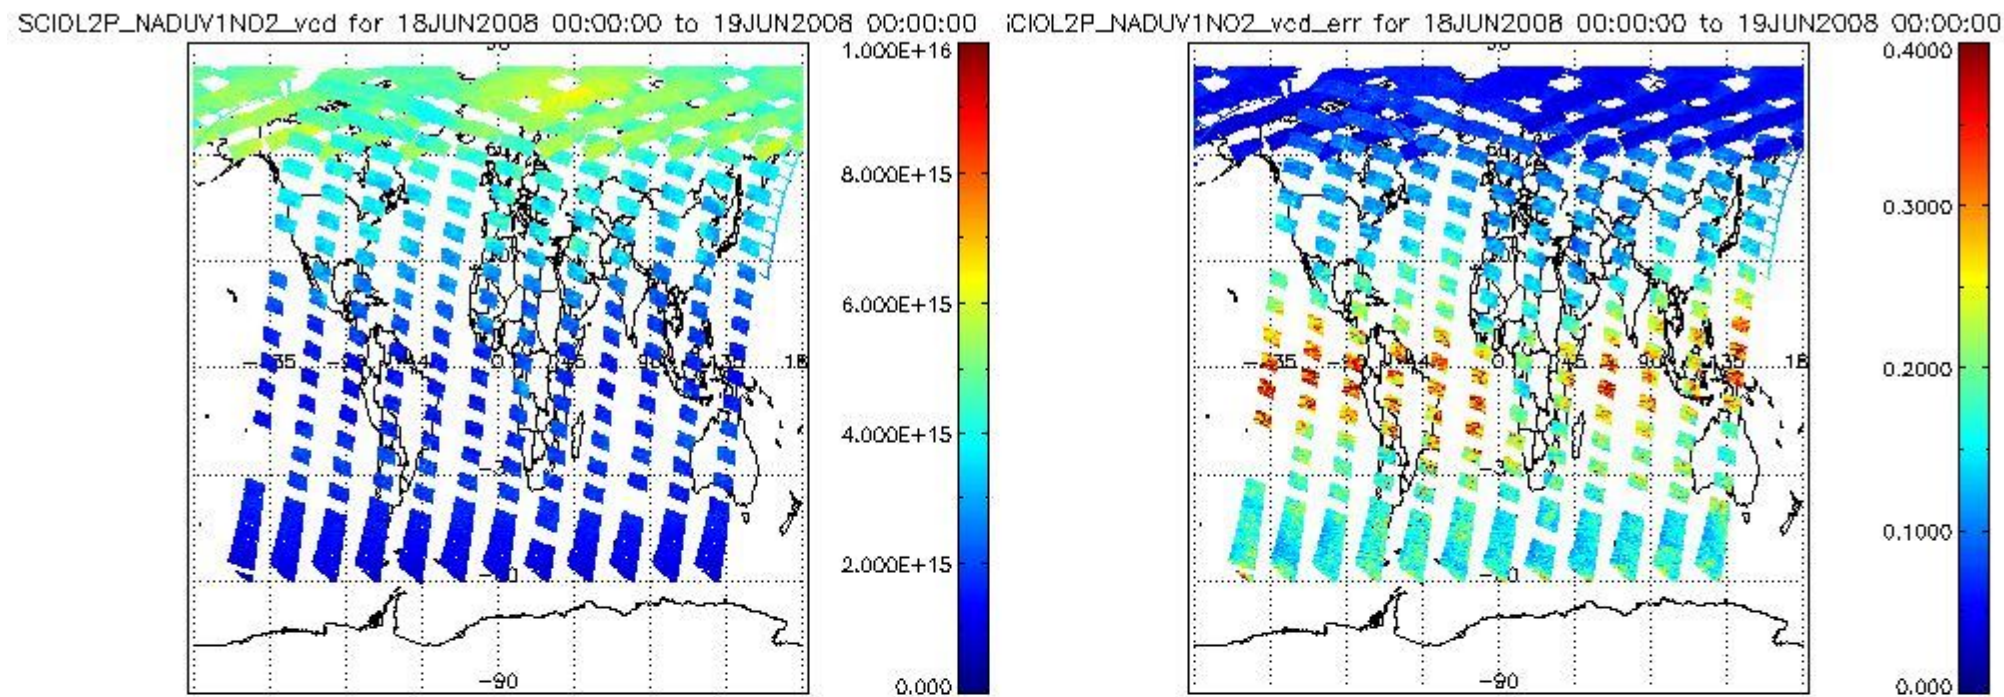 SCIOL2P_NADUV1NO2_vcd for 18JUN2008 00:00:00 to 19JUN2008 00:00:00
1.000E+16
8.000E+15
6.000E+15
4.000E+15
2.000E+15
0.000
-90
CIOL2P_NADUV1NO2_vcd_err for 18JUN2008 00:00:00 to 19JUN2008 00:00:00
0.4000
0.3000
0.2000
0.1000
0.000
-90